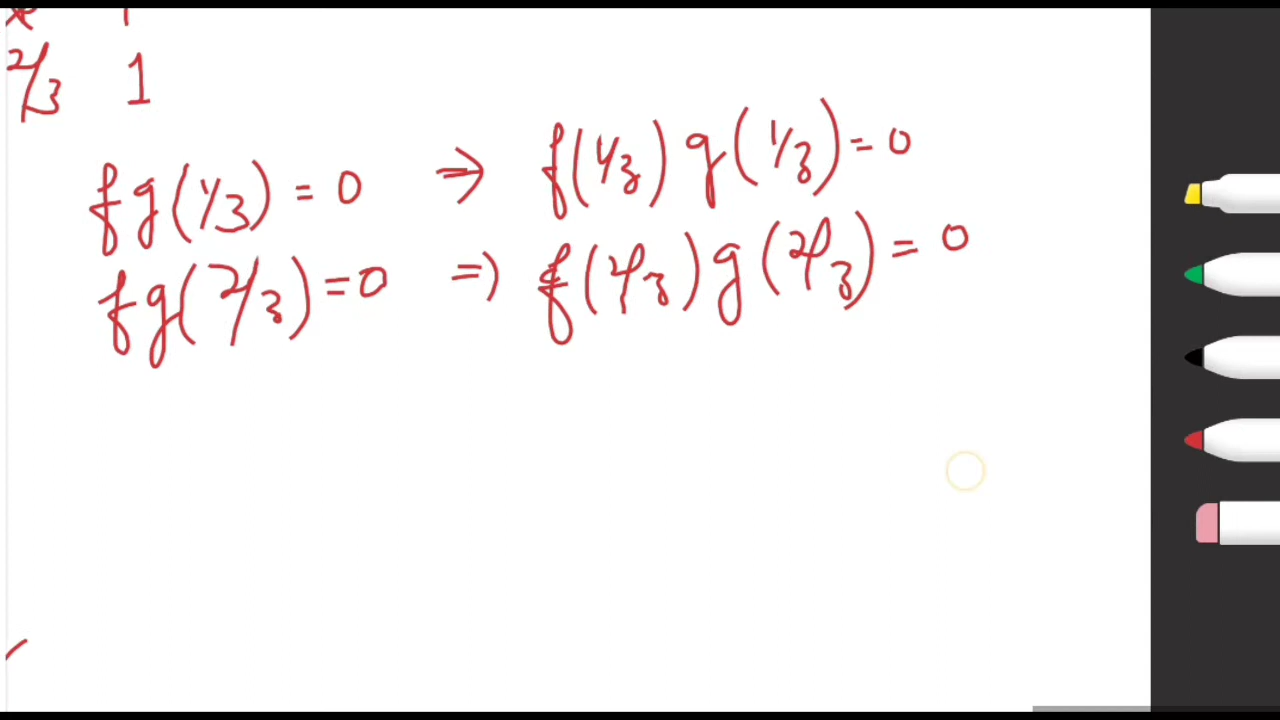 2/3 1
fg(1/3) = 0 ⇒ f(1/3) g(1/3) = 0
fg(2/3) = 0 ⇒ f(2/3) g(2/3) = 0